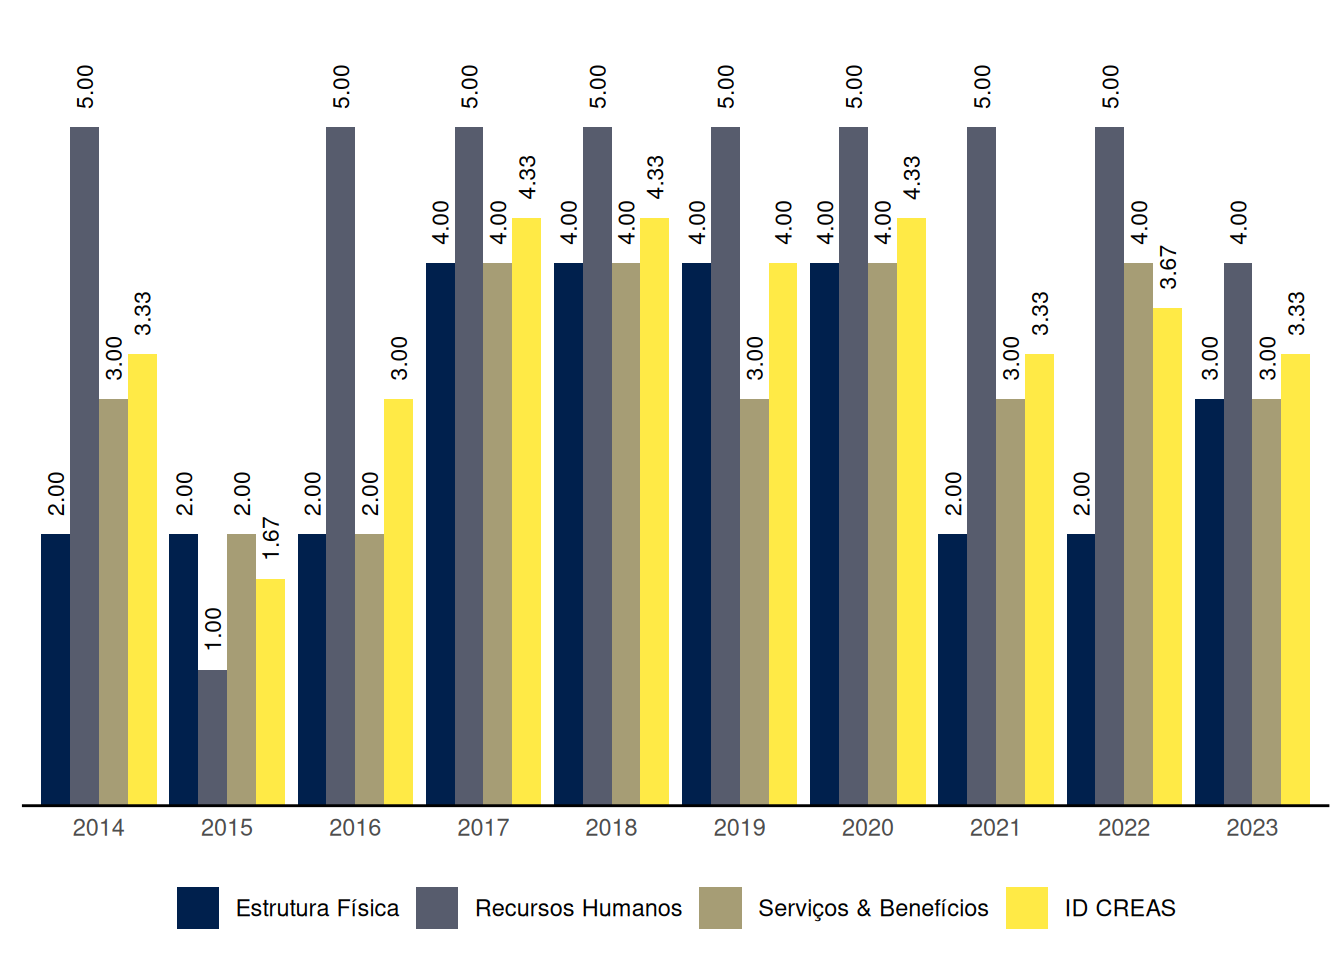 5.00 5.00 5.00 5.00 5.00 5.00 5.00 5.00
4.33 4.33 4.33
4.00 4.00 4.00 4.00 4.00 4.00 4.00 4.00 4.00 4.00
3.67
3.33 3.33 3.33
3.00 3.00 3.00 3.00 3.00 3.00
2.00 2.00 2.00 2.00 2.00 2.00 2.00
1.67
1.00
2014 2015 2016 2017 2018 2019 2020 2021 2022 2023
Estrutura Física Recursos Humanos Serviços & Benefícios ID CREAS